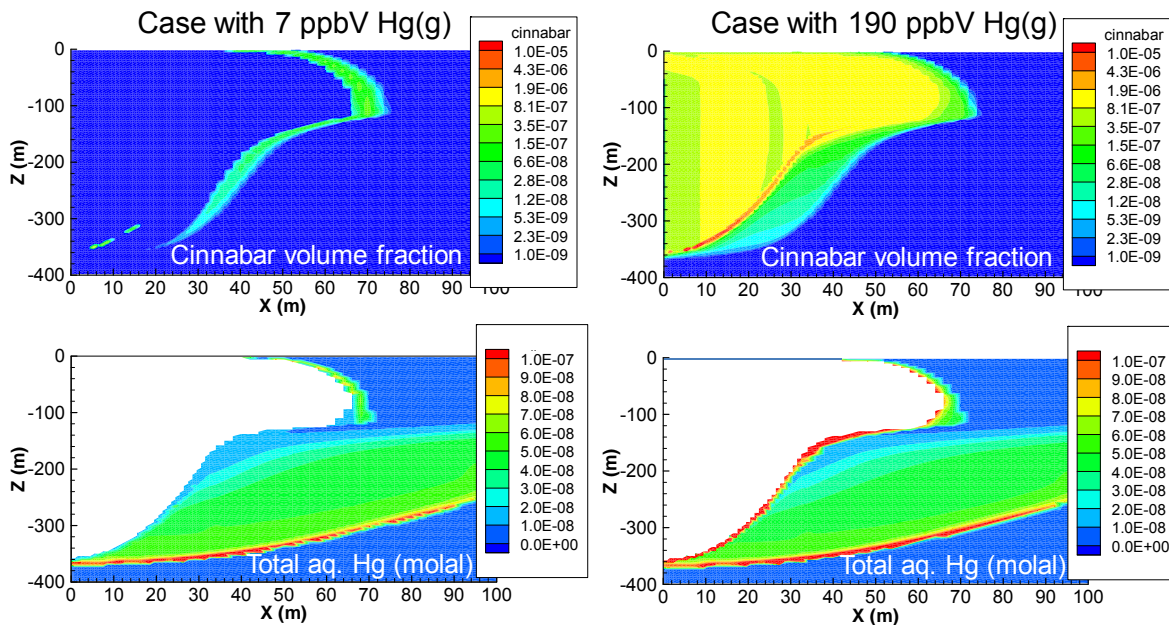 Case with 7 ppbV Hg(g)
cinnabar
1.0E-05
4.3E-06
1.9E-06
8.1E-07
3.5E-07
1.5E-07
6.6E-08
2.8E-08
1.2E-08
5.3E-09
2.3E-09
1.0E-09
0
-100
-200
-300
-400
Z (m)
Cinnabar volume fraction
0 10 20 30 40 50 60 70 80 90 100
X (m)
Case with 190 ppbV Hg(g)
cinnabar
1.0E-05
4.3E-06
1.9E-06
8.1E-07
3.5E-07
1.5E-07
6.6E-08
2.8E-08
1.2E-08
5.3E-09
2.3E-09
1.0E-09
0
-100
-200
-300
-400
Z (m)
Cinnabar volume fraction
0 10 20 30 40 50 60 70 80 90 100
X (m)
1.0E-07
9.0E-08
8.0E-08
7.0E-08
6.0E-08
5.0E-08
4.0E-08
3.0E-08
2.0E-08
1.0E-08
0.0E+00
0
-100
-200
-300
-400
Z (m)
Total aq. Hg (molal)
0 10 20 30 40 50 60 70 80 90 100
X (m)
1.0E-07
9.0E-08
8.0E-08
7.0E-08
6.0E-08
5.0E-08
4.0E-08
3.0E-08
2.0E-08
1.0E-08
0.0E+00
0
-100
-200
-300
-400
Z (m)
Total aq. Hg (molal)
0 10 20 30 40 50 60 70 80 90 100
X (m)